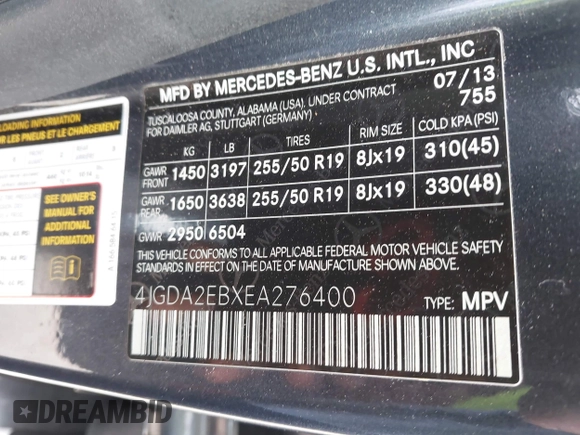 MFD BY MERCEDES-BENZ U.S. INTL., INC
TUSCALOOSA COUNTY, ALABAMA (USA), UNDER CONTRACT 07/13
FOR DAIMLER AG, STUTTGART (GERMANY) 755
KG LB TIRES RIM SIZE COLD KPA (PSI)
GAWR FRONT 1450 3197 255/50 R19 8Jx19 310(45)
GAWR REAR 1650 3638 255/50 R19 8Jx19 330(48)
GVWR 2950 6504
THIS VEHICLE CONFORMS TO ALL APPLICABLE FEDERAL MOTOR VEHICLE SAFETY
STANDARDS IN EFFECT ON THE DATE OF MANUFACTURE SHOWN ABOVE.
4JGDA2EBXEA276400 TYPE: MPV
LOADING INFORMATION
LES PNEUS ET LE CHARGEMENT
SEE OWNER'S
MANUAL FOR
ADDITIONAL
INFORMATION
DREAMBID